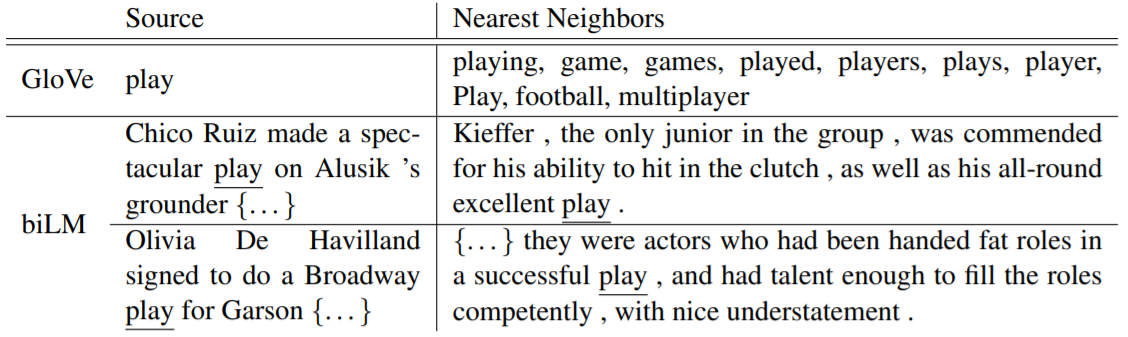 Source Nearest Neighbors
GloVe play playing, game, games, played, players, plays, player,
Play, football, multiplayer
biLM
Chico Ruiz made a spec-
tacular play on Alusik 's
grounder {...}
Kieffer , the only junior in the group , was commended
for his ability to hit in the clutch , as well as his all-round
excellent play .
Olivia De Havilland
signed to do a Broadway
play for Garson {...}
{...} they were actors who had been handed fat roles in
a successful play , and had talent enough to fill the roles
competently , with nice understatement .